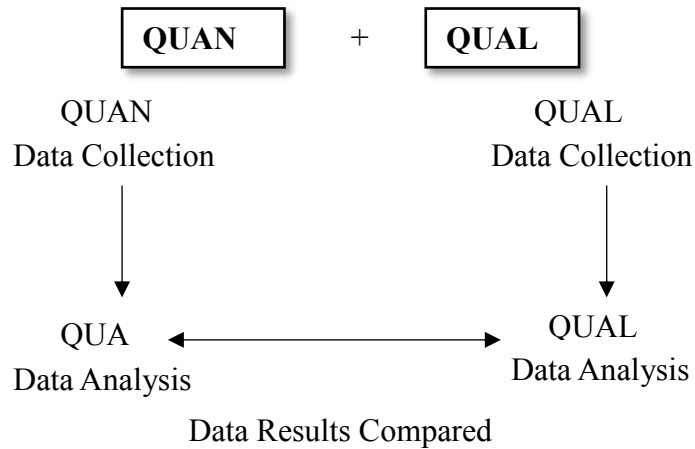 QUAN + QUAL
QUAN
Data Collection
QUAL
Data Collection
QUA
Data Analysis
QUAL
Data Analysis
Data Results Compared